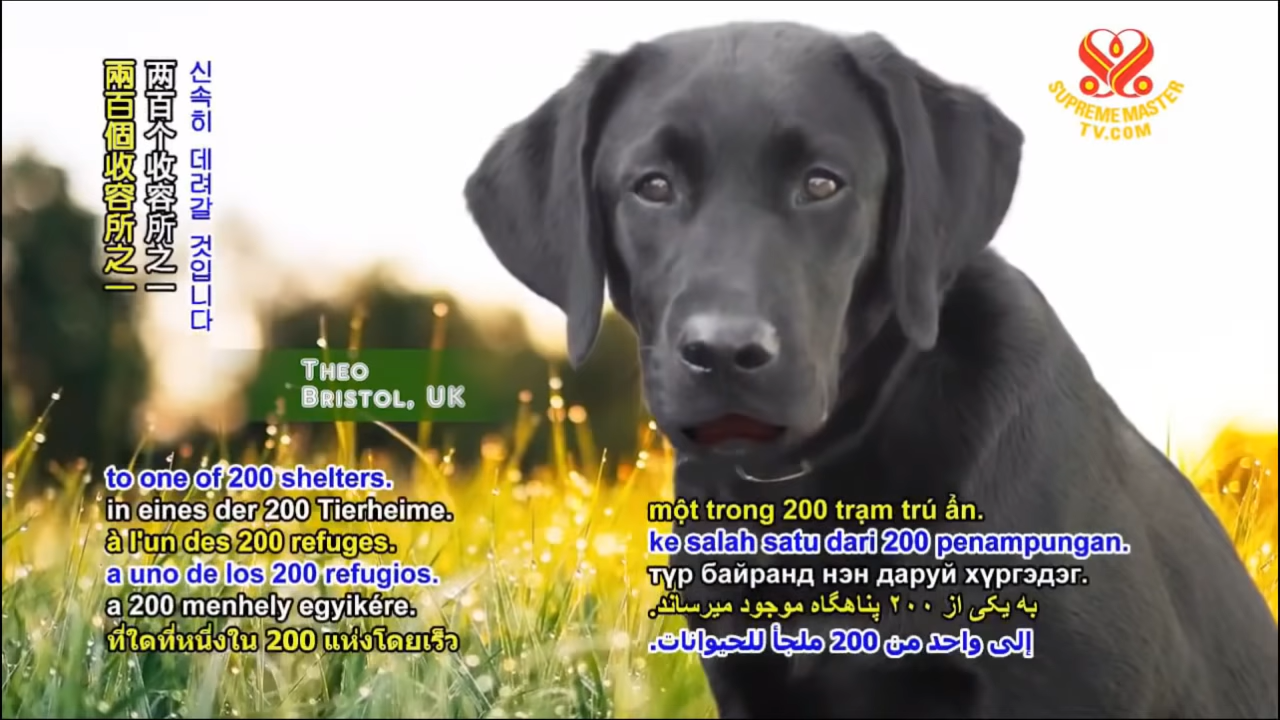 兩百個收容所之一
两百个收容所之一
신속히 데려갈 것입니다
SUPREME MASTER
TV.COM
THEO
BRISTOL, UK
to one of 200 shelters.
in eines der 200 Tierheime.
à l'un des 200 refuges.
a uno de los 200 refugios.
a 200 menhely egyikére.
ที่ใดที่หนึ่งใน 200 แห่งโดยเร็ว
một trong 200 trạm trú ẩn.
ke salah satu dari 200 penampungan.
түр байранд нэн даруй хүргэдэг.
به یکی از ۲۰۰ پناهگاه موجود میرساند.
إلى واحد من 200 ملجأ للحيوانات.